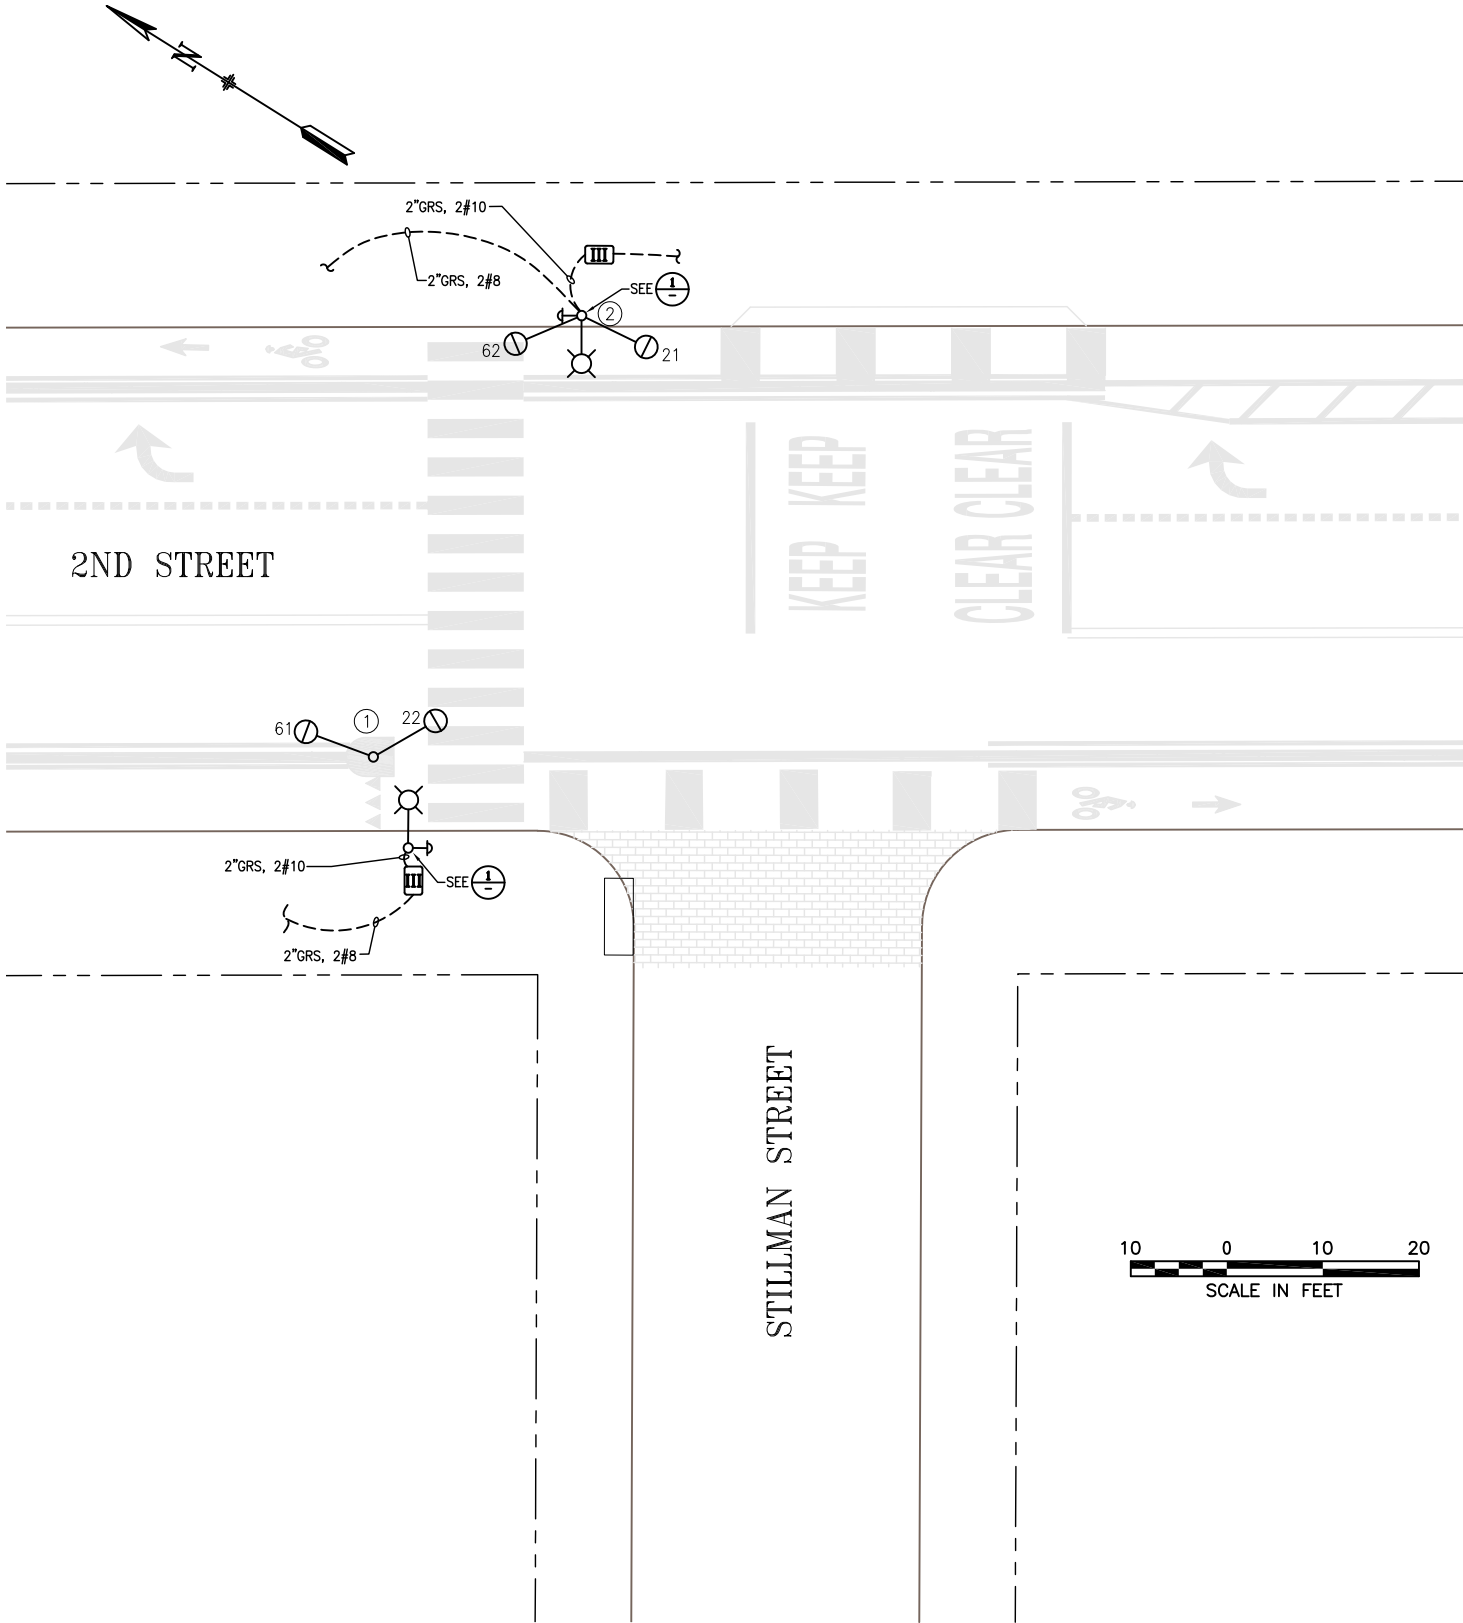 N
2"GRS, 2#10
2"GRS, 2#8
III
SEE 1
–
2
62
21
KEEP KEEP
CLEAR CLEAR
2ND STREET
61
1
22
2"GRS, 2#10
III
SEE 1
–
2"GRS, 2#8
STILLMAN STREET
10 0 10 20
SCALE IN FEET